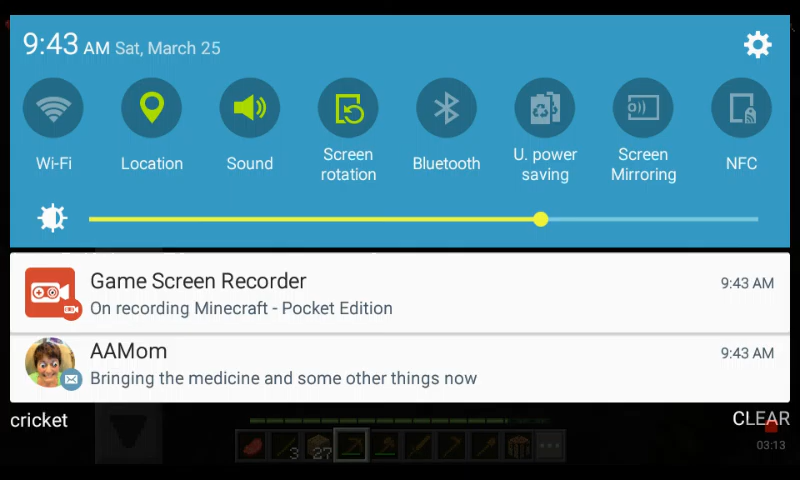 9:43 AM Sat, March 25
Wi-Fi
Location
Sound
Screen rotation
Bluetooth
U. power saving
Screen Mirroring
NFC
Game Screen Recorder 9:43 AM
On recording Minecraft - Pocket Edition
AAMom 9:43 AM
Bringing the medicine and some other things now
cricket CLEAR
3 27 03:13